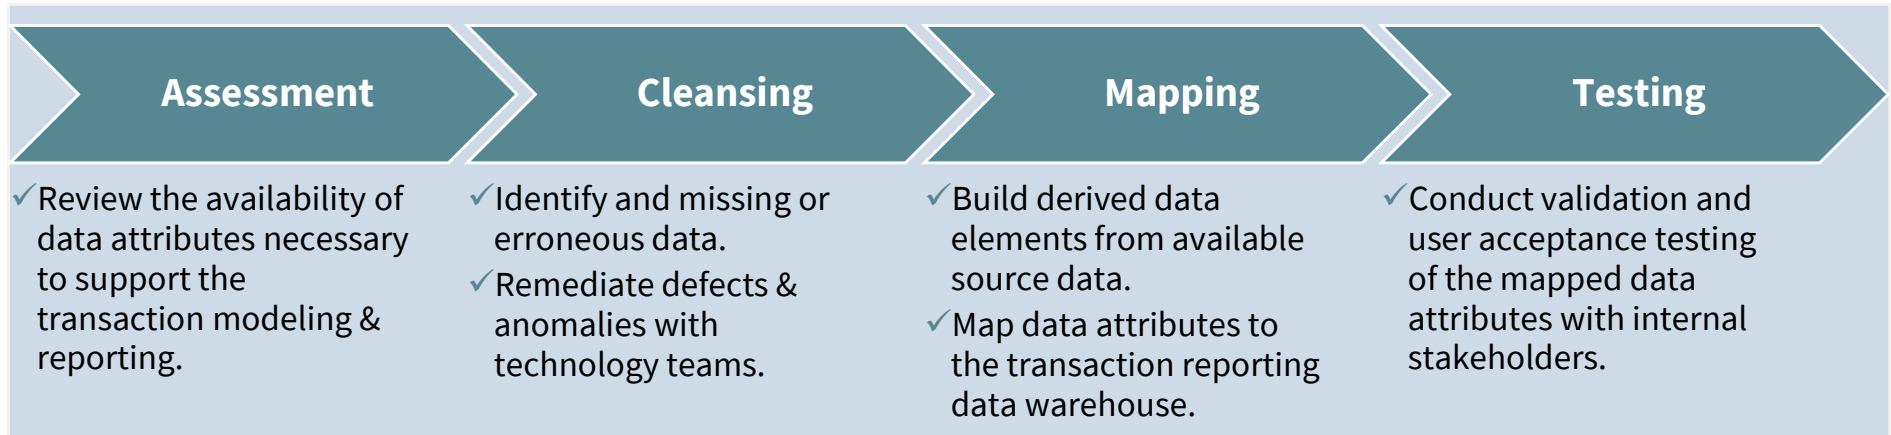 Assessment
Cleansing
Mapping
Testing
✓Review the availability of
data attributes necessary
to support the
transaction modeling &
reporting.
✓Identify and missing or
erroneous data.
✓Remediate defects &
anomalies with
technology teams.
✓Build derived data
elements from available
source data.
✓Map data attributes to
the transaction reporting
data warehouse.
✓Conduct validation and
user acceptance testing
of the mapped data
attributes with internal
stakeholders.